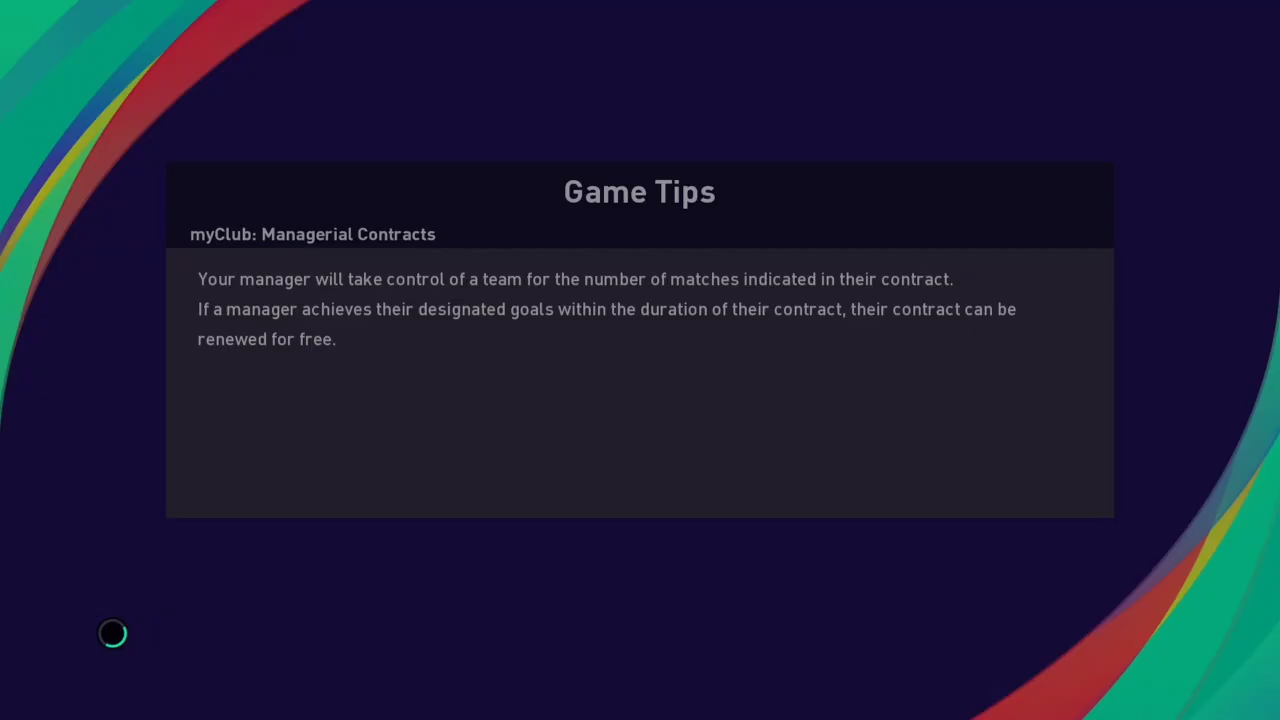 Game Tips
myClub: Managerial Contracts
Your manager will take control of a team for the number of matches indicated in their contract.
If a manager achieves their designated goals within the duration of their contract, their contract can be
renewed for free.